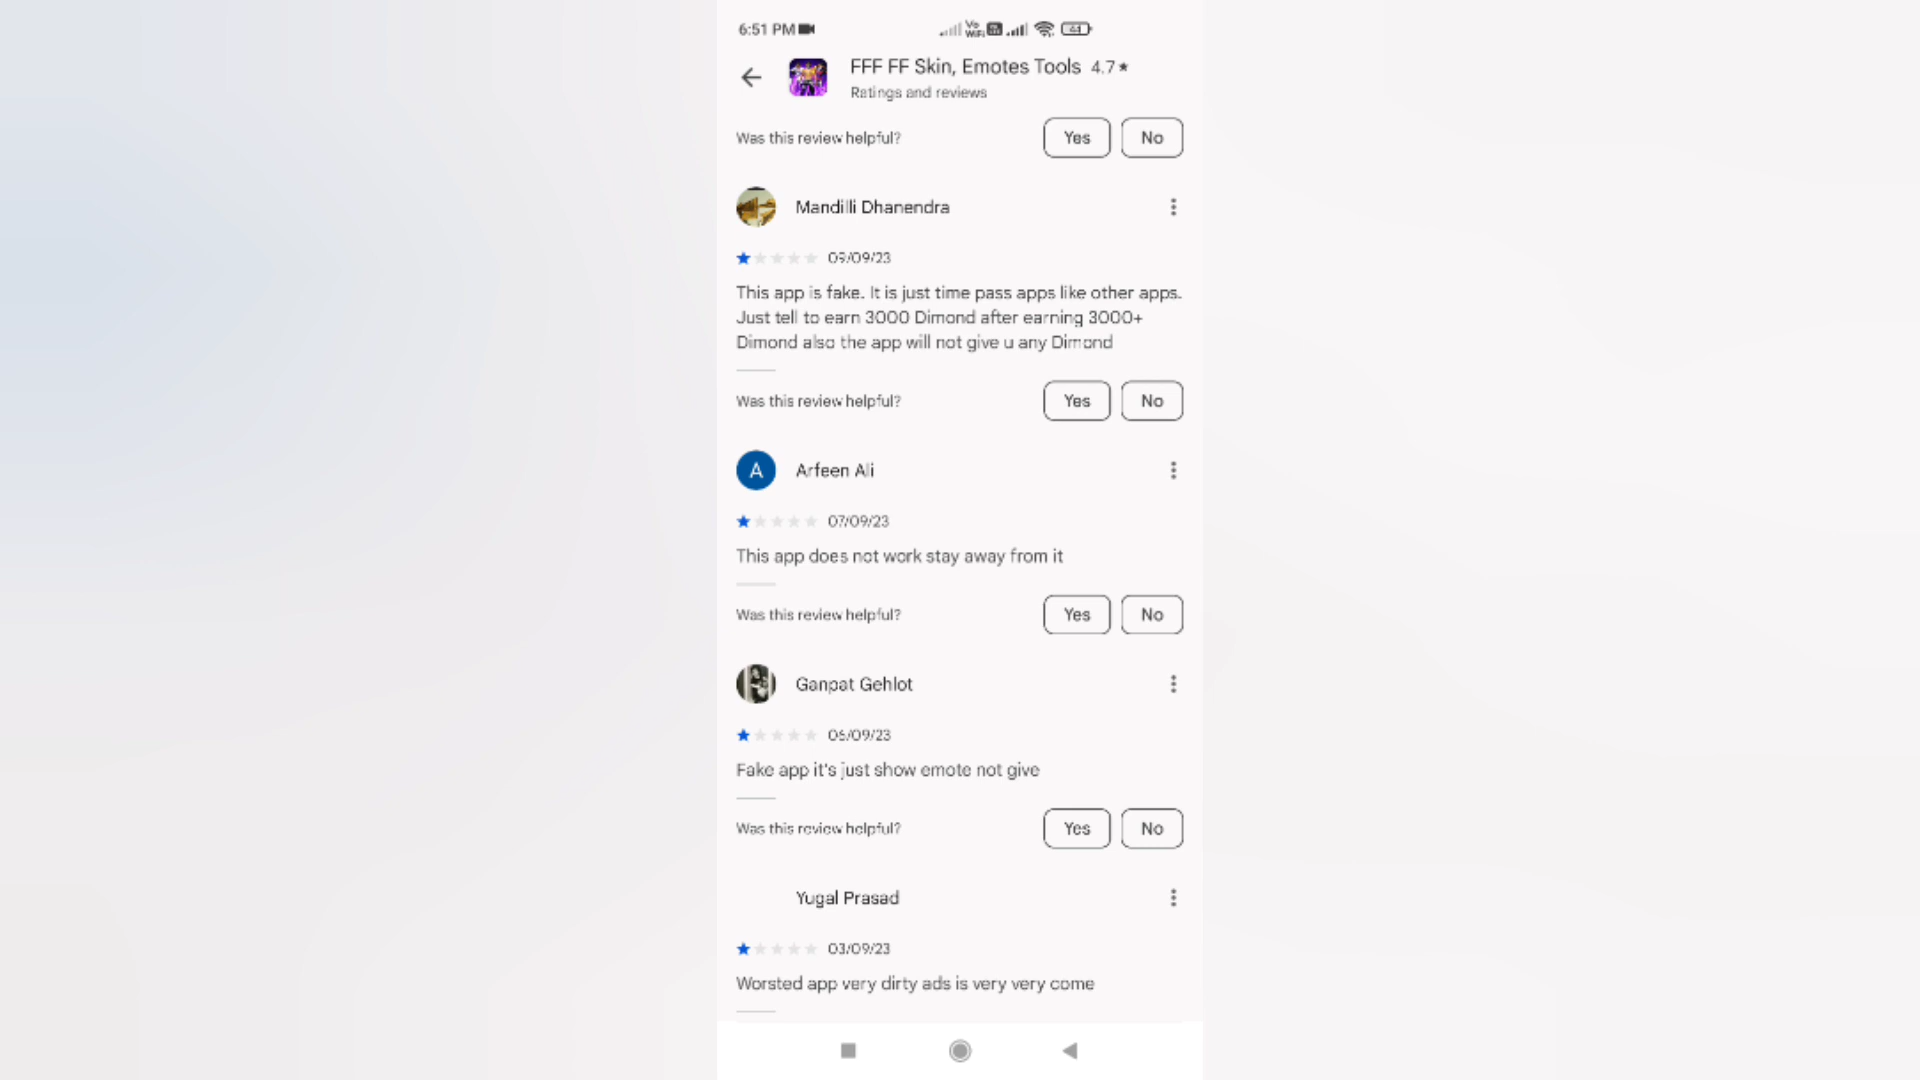 6:51 PM
Vo
WiFi
44
FFF FF Skin, Emotes Tools 4.7★
Ratings and reviews
Was this review helpful?
Yes
No
Mandilli Dhanendra
09/09/23
This app is fake. It is just time pass apps like other apps.
Just tell to earn 3000 Dimond after earning 3000+
Dimond also the app will not give u any Dimond
Was this review helpful?
Yes
No
A
Arfeen Ali
07/09/23
This app does not work stay away from it
Was this review helpful?
Yes
No
Ganpat Gehlot
06/09/23
Fake app it's just show emote not give
Was this review helpful?
Yes
No
Yugal Prasad
03/09/23
Worsted app very dirty ads is very very come